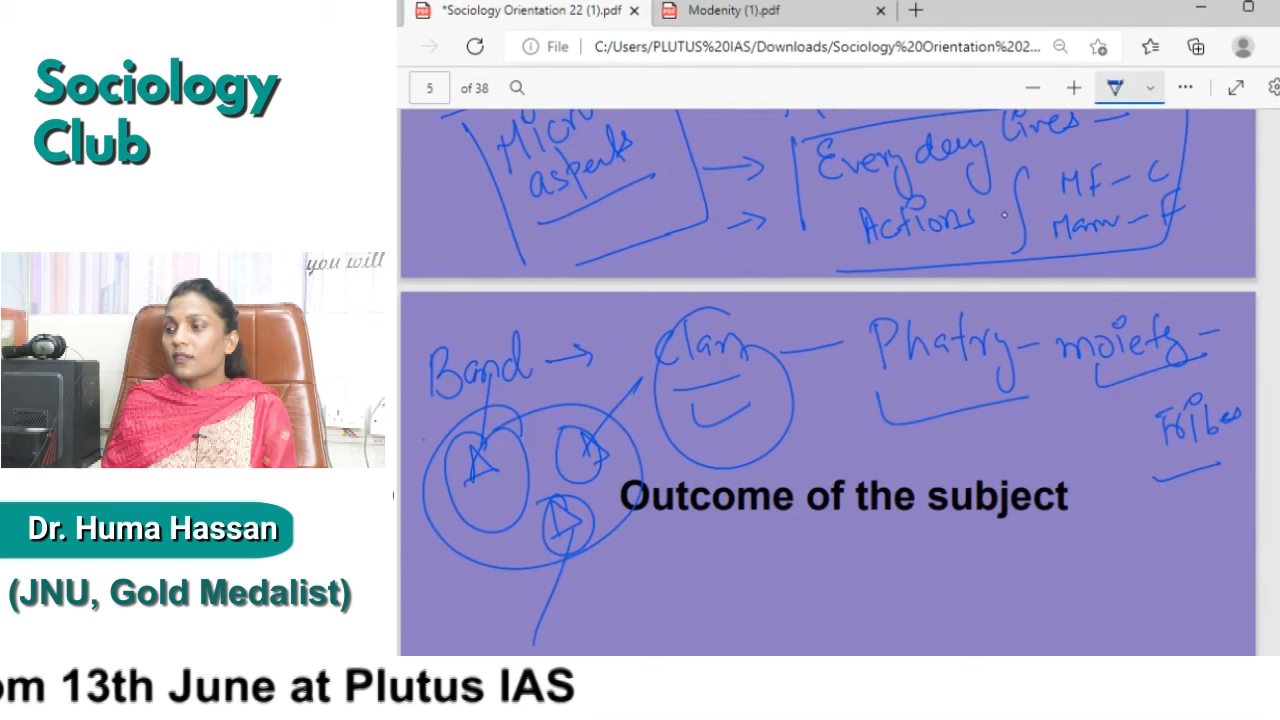 Sociology
Club
*Sociology Orientation 22 (1).pdf
Modenity (1).pdf
File
C:/Users/PLUTUS%20IAS/Downloads/Sociology%20Orientation%202...
5
of 38
Micro
aspects
Everyday Lives
Actions
MF - C
Mam - F
you will
Band → Clan — Phatry - moiety -
Tribes
Outcome of the subject
Dr. Huma Hassan
(JNU, Gold Medalist)
om 13th June at Plutus IAS